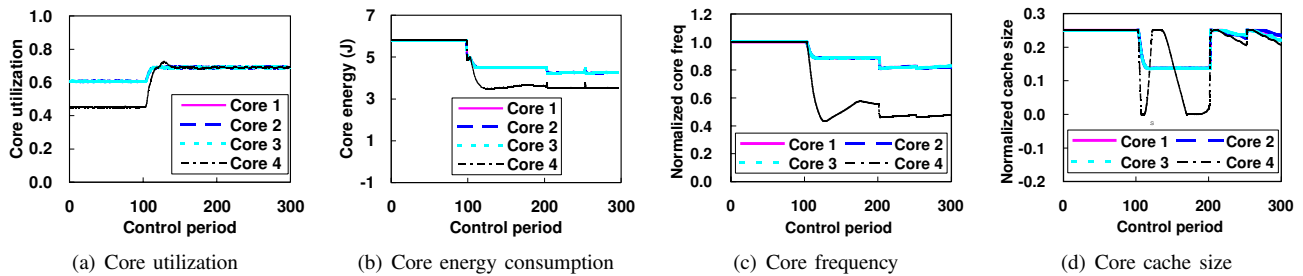 Core utilization
1.0
0.8
0.6
0.4
0.2
0.0
0 100 200 300
Control period
Core 1
Core 2
Core 3
Core 4
(a) Core utilization
Core energy (J)
7
5
3
1
-1
0 100 200 300
Control period
Core 1
Core 2
Core 3
Core 4
(b) Core energy consumption
Normalized core freq
1.2
1.0
0.8
0.6
0.4
0.2
0.0
0 100 200 300
Control period
Core 1 Core 2
Core 3 Core 4
(c) Core frequency
Normalized cache size
0.3
0.2
0.1
0.0
-0.1
-0.2
s
0 100 200 300
Control period
Core 1 Core 2
Core 3 Core 4
(d) Core cache size